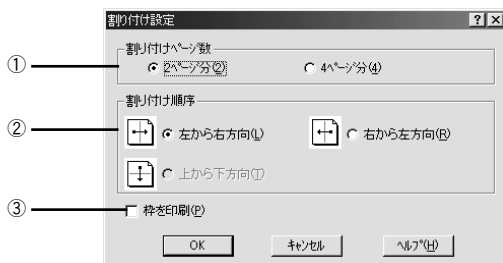 割り付け設定
? ×
① 割り付けページ数
2ページ分(2) 4ページ分(4)
割り付け順序
② 左から右方向(L) 右から左方向(R)
上から下方向(T)
③ 枠を印刷(P)
OK キャンセル ヘルプ(H)